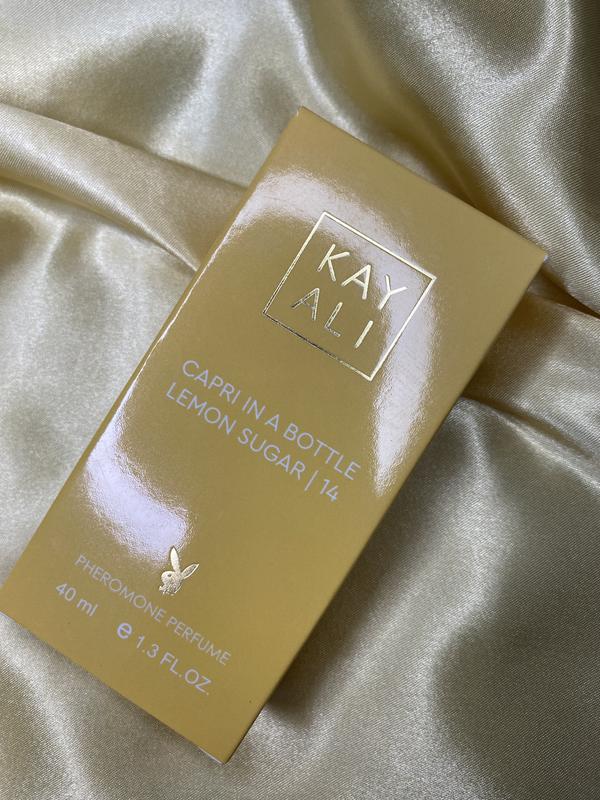 KAY
ALI
CAPRI IN A BOTTLE
LEMON SUGAR | 14
PHEROMONE PERFUME
40 ml e 1.3 FL.OZ.